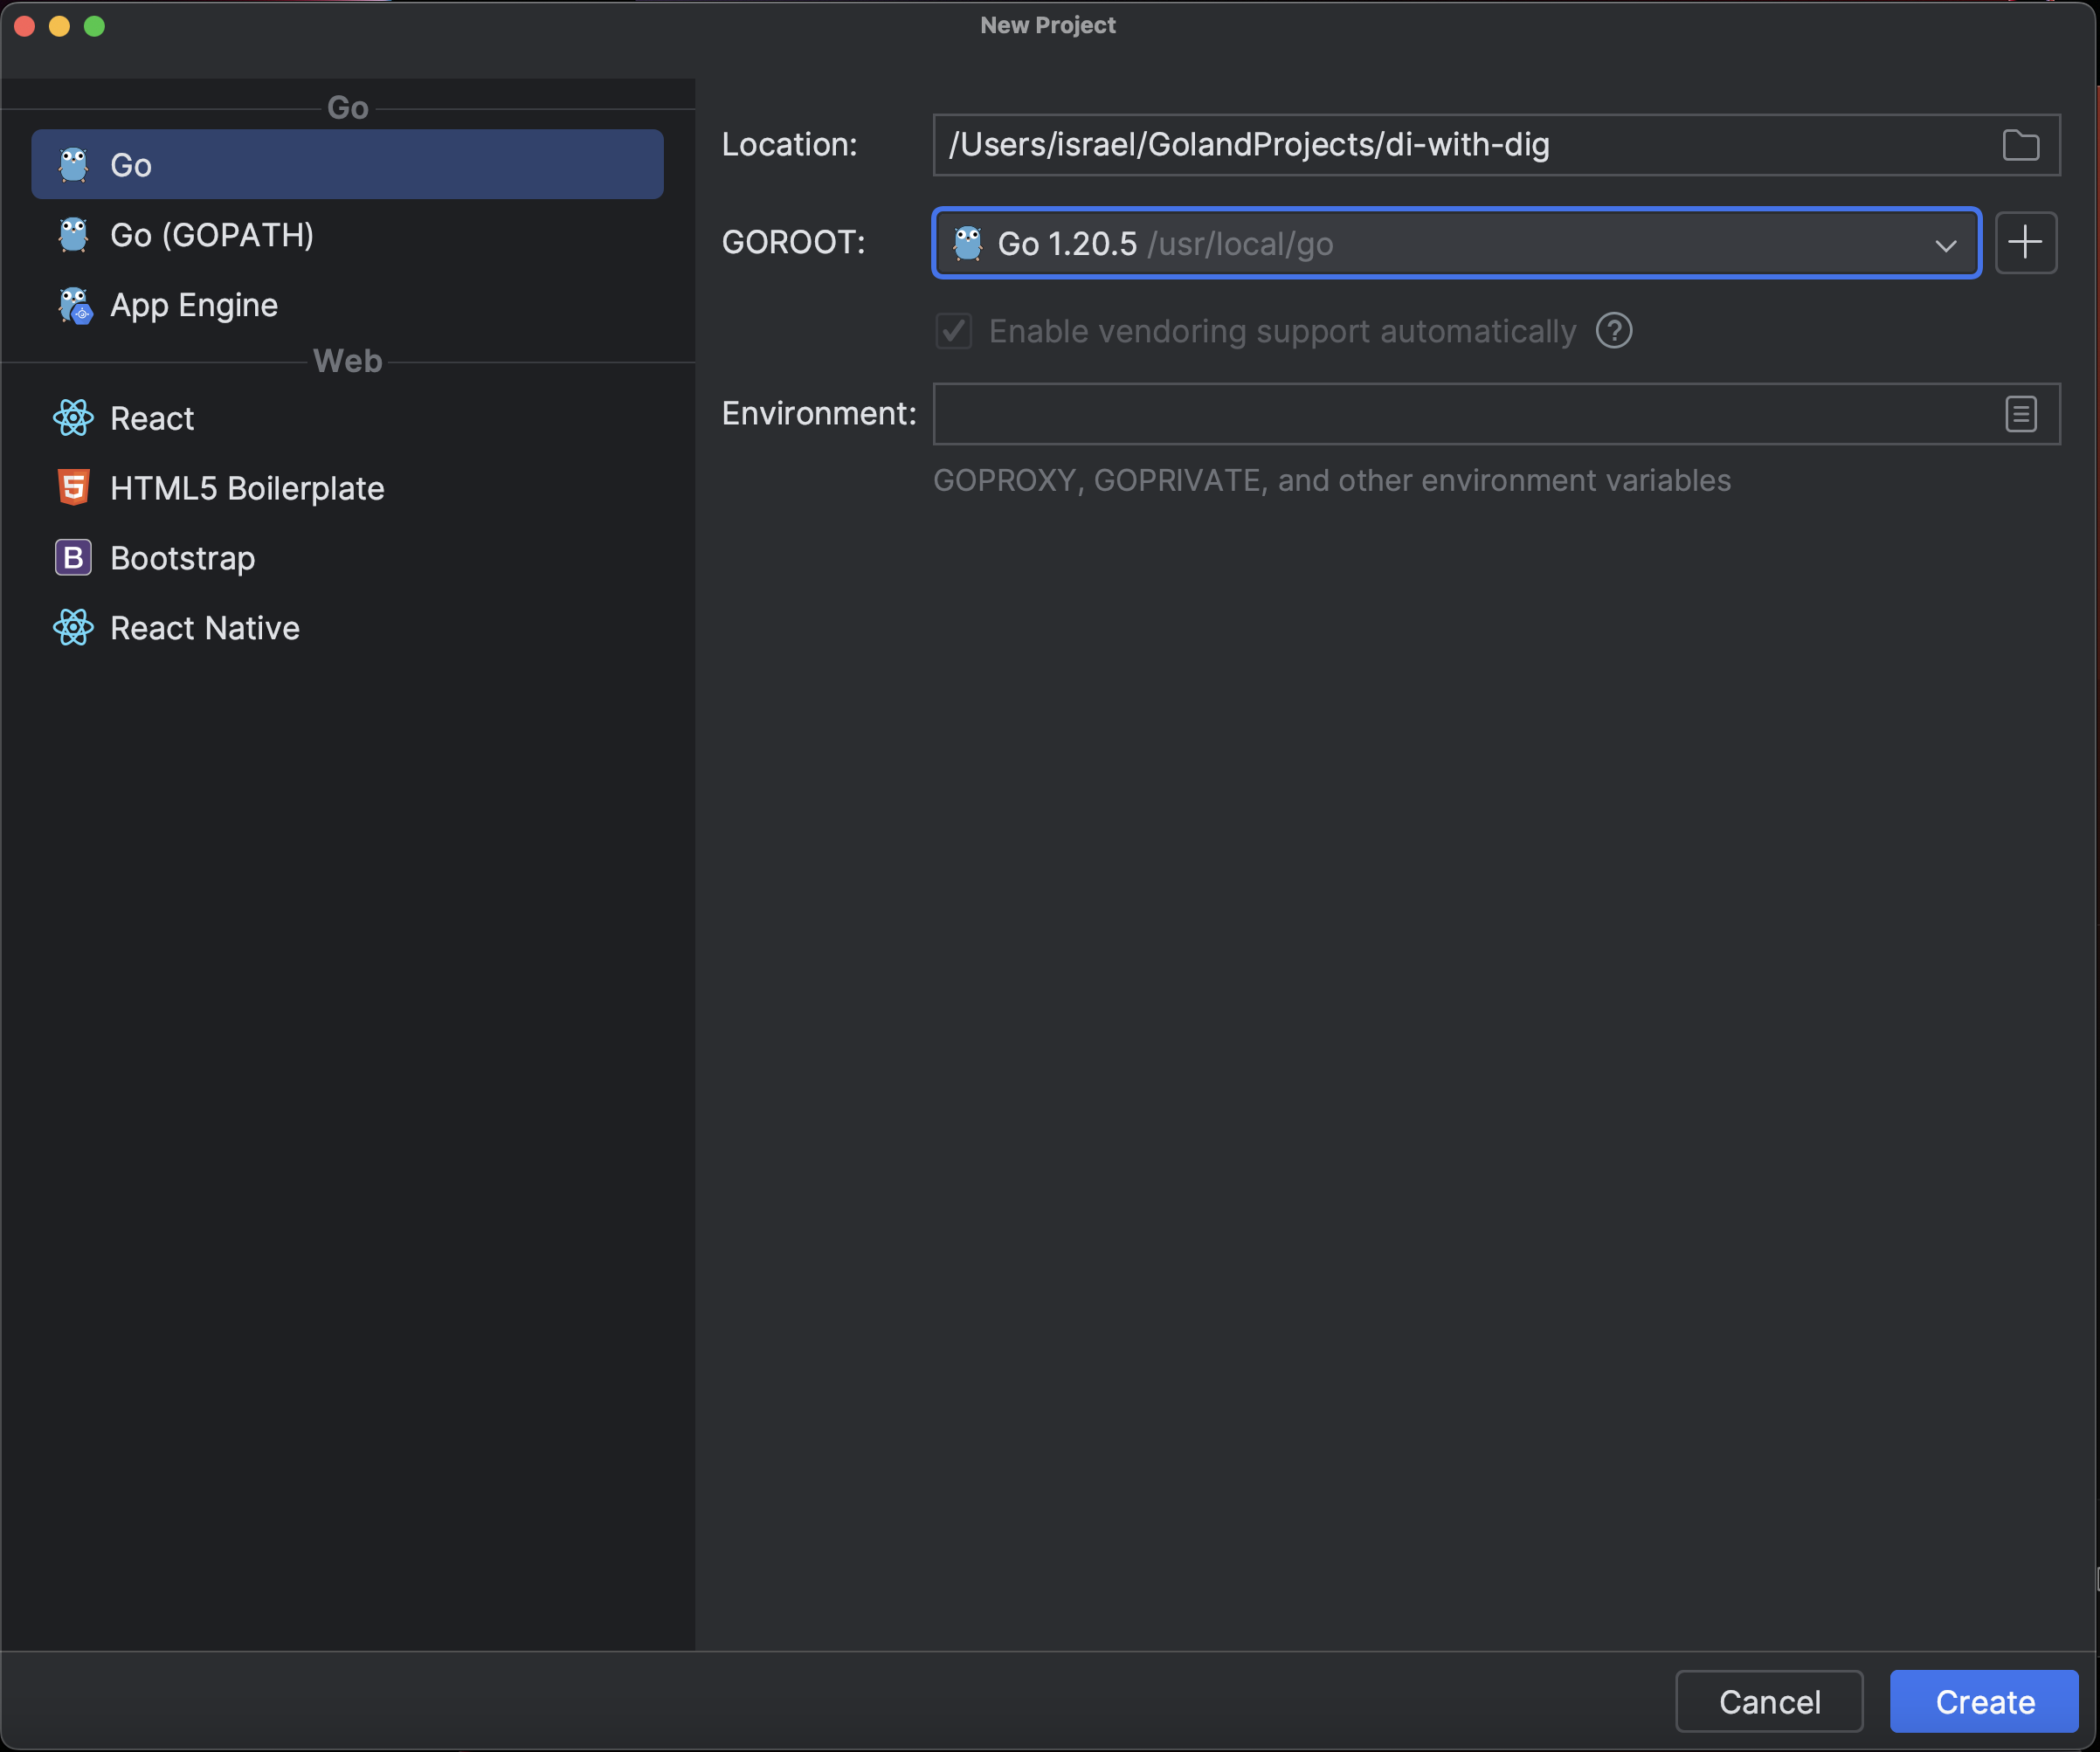 New Project
Go
Go
Go (GOPATH)
App Engine
Web
React
HTML5 Boilerplate
B Bootstrap
React Native
Location: /Users/israel/GolandProjects/di-with-dig
GOROOT: Go 1.20.5 /usr/local/go
Enable vendoring support automatically ?
Environment:
GOPROXY, GOPRIVATE, and other environment variables
Cancel Create